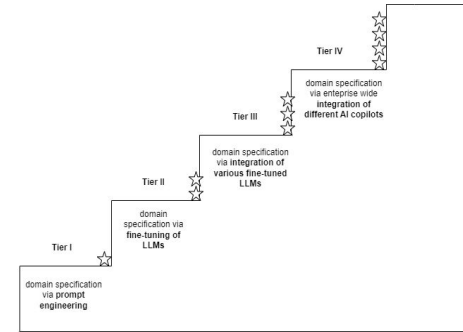 Tier IV
domain specification
via enteprise wide
integration of
different AI copilots
Tier III
domain specification
via integration of
various fine-tuned
LLMs
Tier II
domain
specification via
fine-tuning of
LLMs
Tier I
domain specification
via prompt
engineering